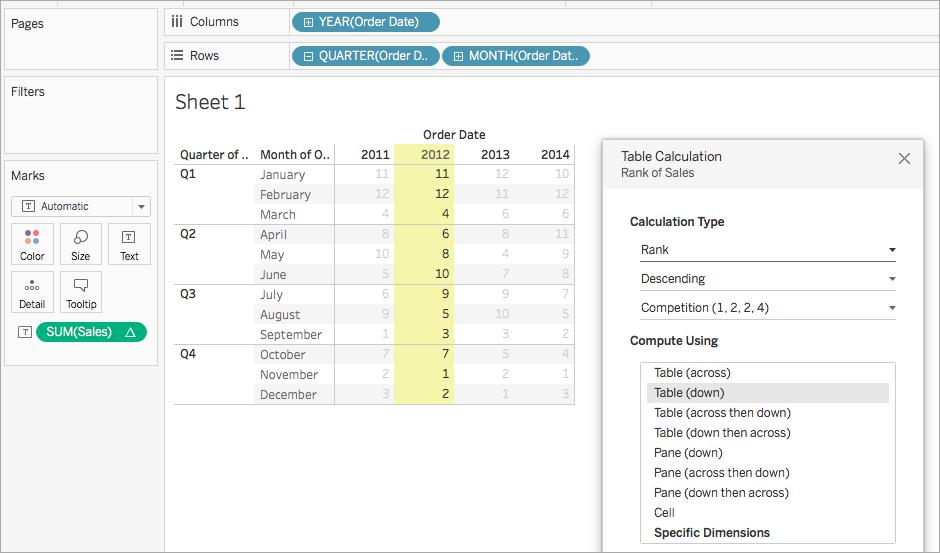 Pages
Columns
YEAR(Order Date)
Rows
QUARTER(Order D..
MONTH(Order Dat..
Filters
Marks
T Automatic
Color
Size
T
Text
Detail
Tooltip
T SUM(Sales) Δ
Sheet 1
Order Date
Quarter of .. Month of O.. 2011 2012 2013 2014
Q1 January 11 11 12 10
February 12 12 11 12
March 4 4 6 6
Q2 April 8 6 8 11
May 10 8 4 9
June 5 10 7 8
Q3 July 6 9 9 7
August 9 5 10 5
September 1 3 3 2
Q4 October 7 7 5 4
November 2 1 2 1
December 3 2 1 3
Table Calculation
Rank of Sales
Calculation Type
Rank
Descending
Competition (1, 2, 2, 4)
Compute Using
Table (across)
Table (down)
Table (across then down)
Table (down then across)
Pane (down)
Pane (across then down)
Pane (down then across)
Cell
Specific Dimensions